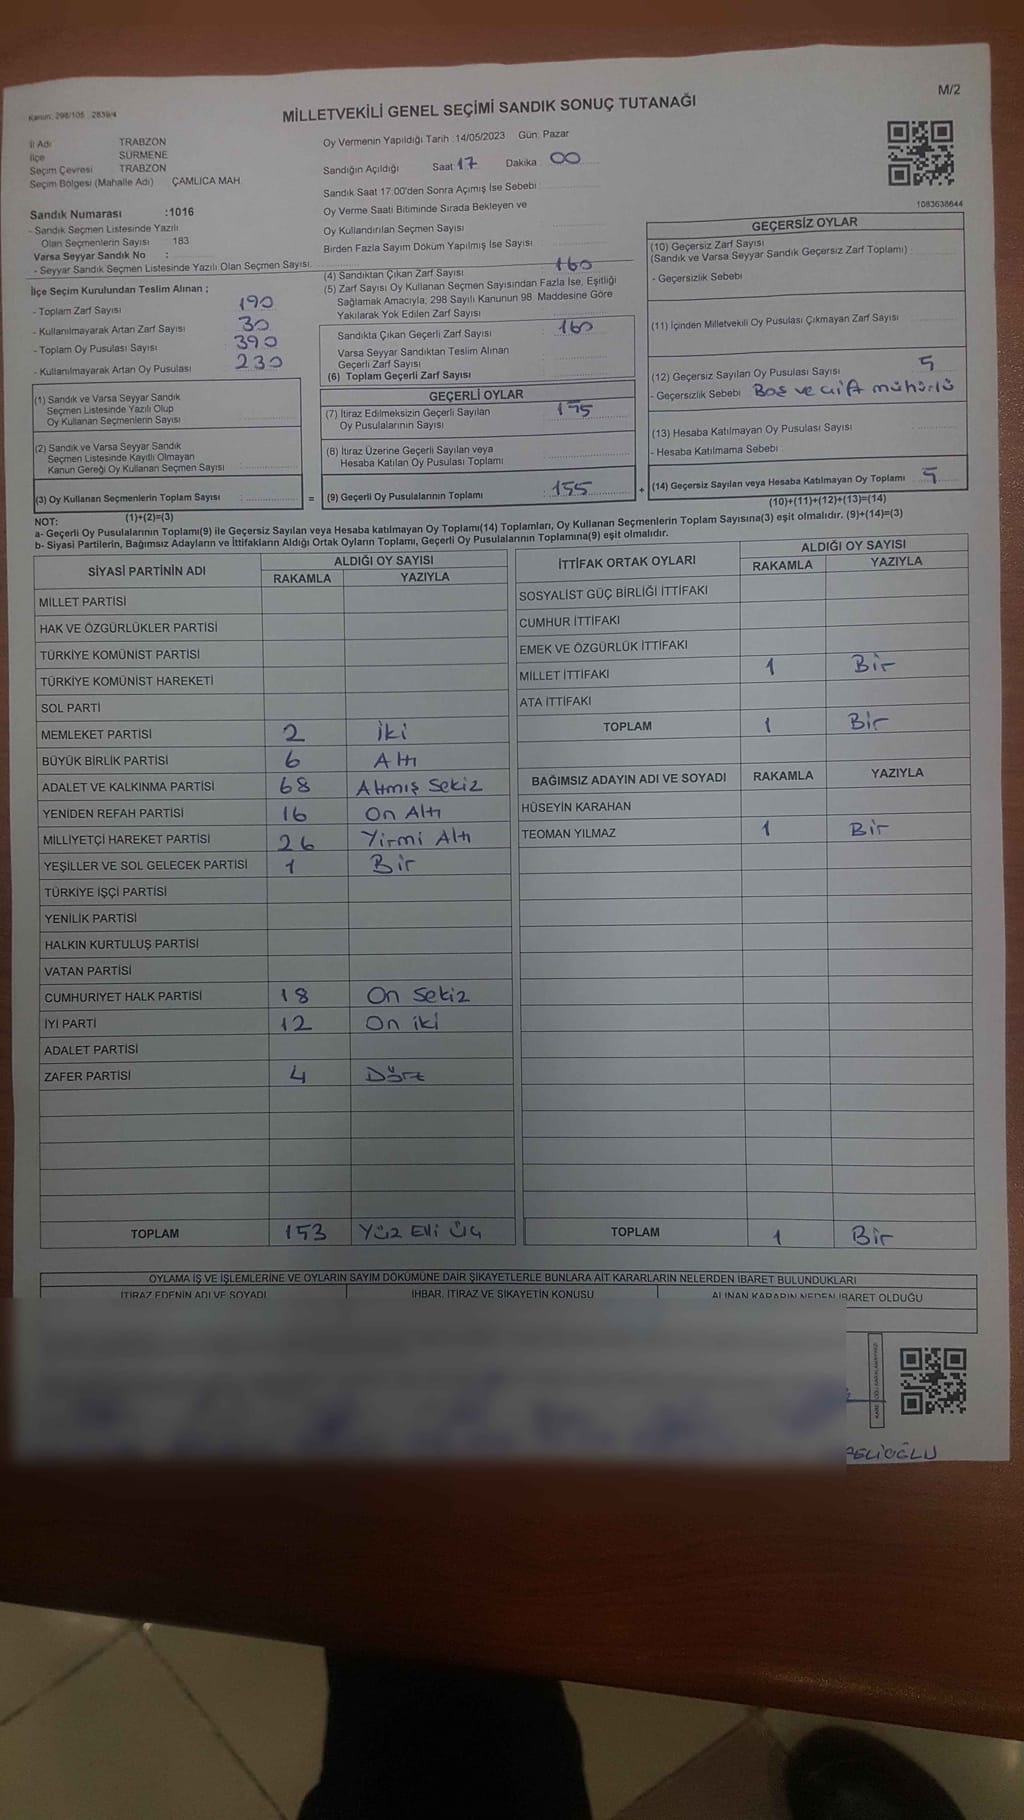 Kanun: 298/105 2839/4
MİLLETVEKİLİ GENEL SEÇİMİ SANDIK SONUÇ TUTANAĞI
M/2
İl Adı TRABZON
İlçe SÜRMENE
Seçim Çevresi TRABZON
Seçim Bölgesi (Mahalle Adı) ÇAMLICA MAH.
Oy Vermenin Yapıldığı Tarih : 14/05/2023 Gün: Pazar
Sandığın Açıldığı Saat: 17 Dakika : 00
Sandık Saat 17.00'den Sonra Açımış İse Sebebi :
Oy Verme Saati Bitiminde Sırada Bekleyen ve
Oy Kullandırılan Seçmen Sayısı :
Birden Fazla Sayım Döküm Yapılmış İse Sayısı :
1083638644
Sandık Numarası :1016
- Sandık Seçmen Listesinde Yazılı
Olan Seçmenlerin Sayısı : 183
Varsa Seyyar Sandık No :
- Seyyar Sandık Seçmen Listesinde Yazılı Olan Seçmen Sayısı:
İlçe Seçim Kurulundan Teslim Alınan ;
- Toplam Zarf Sayısı 190
- Kullanılmayarak Artan Zarf Sayısı 30
- Toplam Oy Pusulası Sayısı 390
- Kullanılmayarak Artan Oy Pusulası 230
(1) Sandık ve Varsa Seyyar Sandık
Seçmen Listesinde Yazılı Olup
Oy Kullanan Seçmenlerin Sayısı :
(2) Sandık ve Varsa Seyyar Sandık
Seçmen Listesinde Kayıtlı Olmayan
Kanun Gereği Oy Kullanan Seçmen Sayısı :
(3) Oy Kullanan Seçmenlerin Toplam Sayısı :
(1)+(2)=(3)
(4) Sandıktan Çıkan Zarf Sayısı : 160
(5) Zarf Sayısı Oy Kullanan Seçmen Sayısından Fazla İse, Eşitliği
Sağlamak Amacıyla, 298 Sayılı Kanunun 98. Maddesine Göre
Yakılarak Yok Edilen Zarf Sayısı :
Sandıkta Çıkan Geçerli Zarf Sayısı : 160
Varsa Seyyar Sandıktan Teslim Alınan
Geçerli Zarf Sayısı :
(6) Toplam Geçerli Zarf Sayısı :
GEÇERLİ OYLAR
(7) İtiraz Edilmeksizin Geçerli Sayılan
Oy Pusulalarının Sayısı : 155
(8) İtiraz Üzerine Geçerli Sayılan veya
Hesaba Katılan Oy Pusulası Toplamı :
= (9) Geçerli Oy Pusulalarının Toplamı : 155 +
GEÇERSİZ OYLAR
(10) Geçersiz Zarf Sayısı
(Sandık ve Varsa Seyyar Sandık Geçersiz Zarf Toplamı) :
- Geçersizlik Sebebi :
(11) İçinden Milletvekili Oy Pusulası Çıkmayan Zarf Sayısı :
(12) Geçersiz Sayılan Oy Pusulası Sayısı : 5
- Geçersizlik Sebebi : Boş ve çift mühürlü
(13) Hesaba Katılmayan Oy Pusulası Sayısı :
- Hesaba Katılmama Sebebi :
(14) Geçersiz Sayılan veya Hesaba Katılmayan Oy Toplamı : 5
(10)+(11)+(12)+(13)=(14)
NOT:
a- Geçerli Oy Pusulalarının Toplamı(9) ile Geçersiz Sayılan veya Hesaba katılmayan Oy Toplamı(14) Toplamları, Oy Kullanan Seçmenlerin Toplam Sayısına(3) eşit olmalıdır. (9)+(14)=(3)
b- Siyasi Partilerin, Bağımsız Adayların ve İttifakların Aldığı Ortak Oyların Toplamı, Geçerli Oy Pusulalarının Toplamına(9) eşit olmalıdır.
SİYASİ PARTİNİN ADI ALDIĞI OY SAYISI
RAKAMLA YAZIYLA
MİLLET PARTİSİ
HAK VE ÖZGÜRLÜKLER PARTİSİ
TÜRKİYE KOMÜNİST PARTİSİ
TÜRKİYE KOMÜNİST HAREKETİ
SOL PARTİ
MEMLEKET PARTİSİ 2 İki
BÜYÜK BİRLİK PARTİSİ 6 Altı
ADALET VE KALKINMA PARTİSİ 68 Altmış Sekiz
YENİDEN REFAH PARTİSİ 16 On Altı
MİLLİYETÇİ HAREKET PARTİSİ 26 Yirmi Altı
YEŞİLLER VE SOL GELECEK PARTİSİ 1 Bir
TÜRKİYE İŞÇİ PARTİSİ
YENİLİK PARTİSİ
HALKIN KURTULUŞ PARTİSİ
VATAN PARTİSİ
CUMHURİYET HALK PARTİSİ 18 On Sekiz
İYİ PARTİ 12 On iki
ADALET PARTİSİ
ZAFER PARTİSİ 4 Dört
TOPLAM 153 Yüz Elli Üç
İTTİFAK ORTAK OYLARI ALDIĞI OY SAYISI
RAKAMLA YAZIYLA
SOSYALİST GÜÇ BİRLİĞİ İTTİFAKI
CUMHUR İTTİFAKI
EMEK VE ÖZGÜRLÜK İTTİFAKI
MİLLET İTTİFAKI 1 Bir
ATA İTTİFAKI
TOPLAM 1 Bir
BAĞIMSIZ ADAYIN ADI VE SOYADI RAKAMLA YAZIYLA
HÜSEYİN KARAHAN
TEOMAN YILMAZ 1 Bir
TOPLAM 1 Bir
OYLAMA İŞ VE İŞLEMLERİNE VE OYLARIN SAYIM DÖKÜMÜNE DAİR ŞİKAYETLERLE BUNLARA AİT KARARLARIN NELERDEN İBARET BULUNDUKLARI
İTİRAZ EDENİN ADI VE SOYADI İHBAR, İTİRAZ VE ŞİKAYETİN KONUSU ALINAN KARARIN NEDEN İBARET OLDUĞU